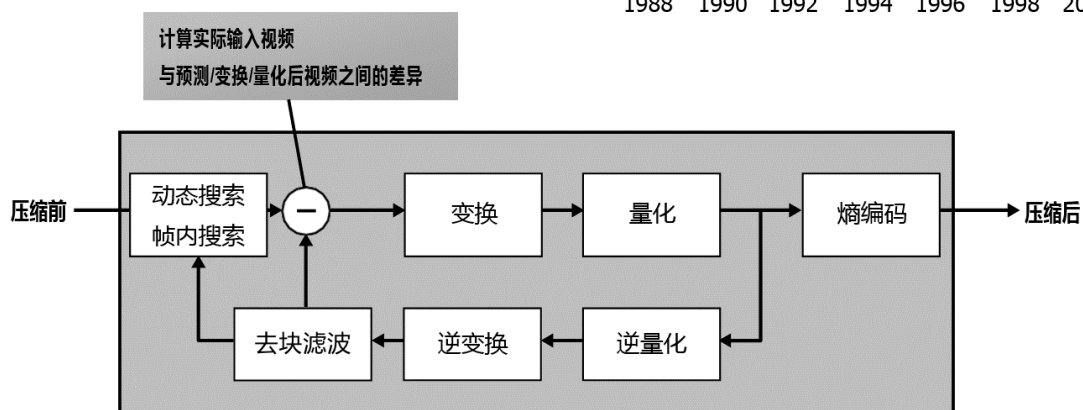 1988 1990 1992 1994 1996 1998 20
计算实际输入视频
与预测/变换/量化后视频之间的差异
压缩前
动态搜索
帧内搜索
−
变换
量化
熵编码
压缩后
去块滤波
逆变换
逆量化